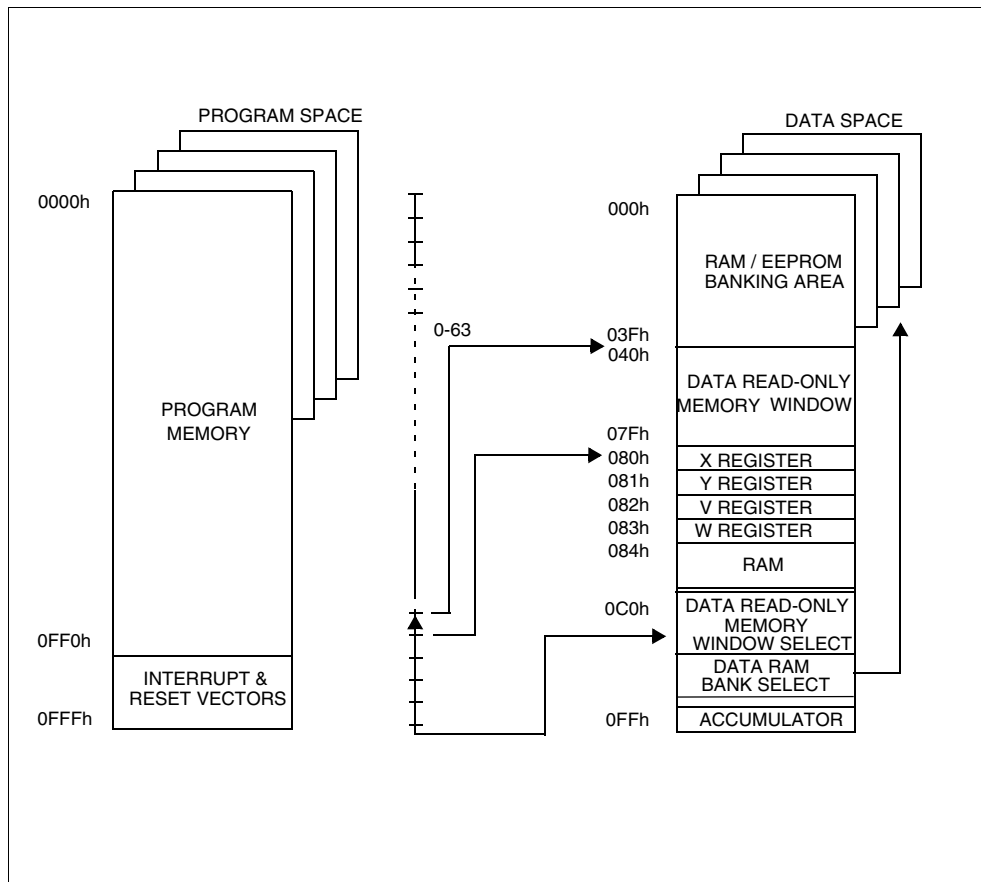 PROGRAM SPACE
0000h
PROGRAM
MEMORY
0FF0h
INTERRUPT &
RESET VECTORS
0FFFh
0-63
DATA SPACE
000h
RAM / EEPROM
BANKING AREA
03Fh
040h
DATA READ-ONLY
MEMORY WINDOW
07Fh
080h
X REGISTER
081h
Y REGISTER
082h
V REGISTER
083h
W REGISTER
084h
RAM
0C0h
DATA READ-ONLY
MEMORY
WINDOW SELECT
DATA RAM
BANK SELECT
0FFh
ACCUMULATOR